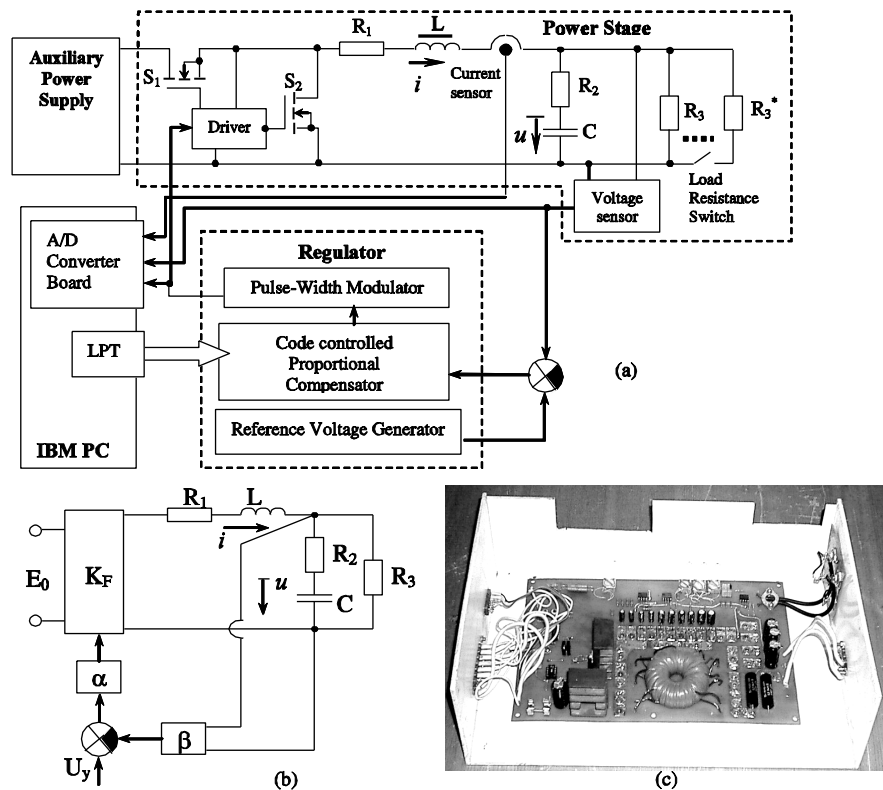 Power Stage
Auxiliary
Power
Supply
R1
L
i
Current
sensor
S1
S2
Driver
R2
u
C
R3
R3*
Load
Resistance
Switch
Voltage
sensor
A/D
Converter
Board
Regulator
Pulse-Width Modulator
LPT
Code controlled
Proportional
Compensator
(a)
Reference Voltage Generator
IBM PC
R1
L
i
E0
KF
R2
u
C
R3
α
β
Uy
(b)
(c)